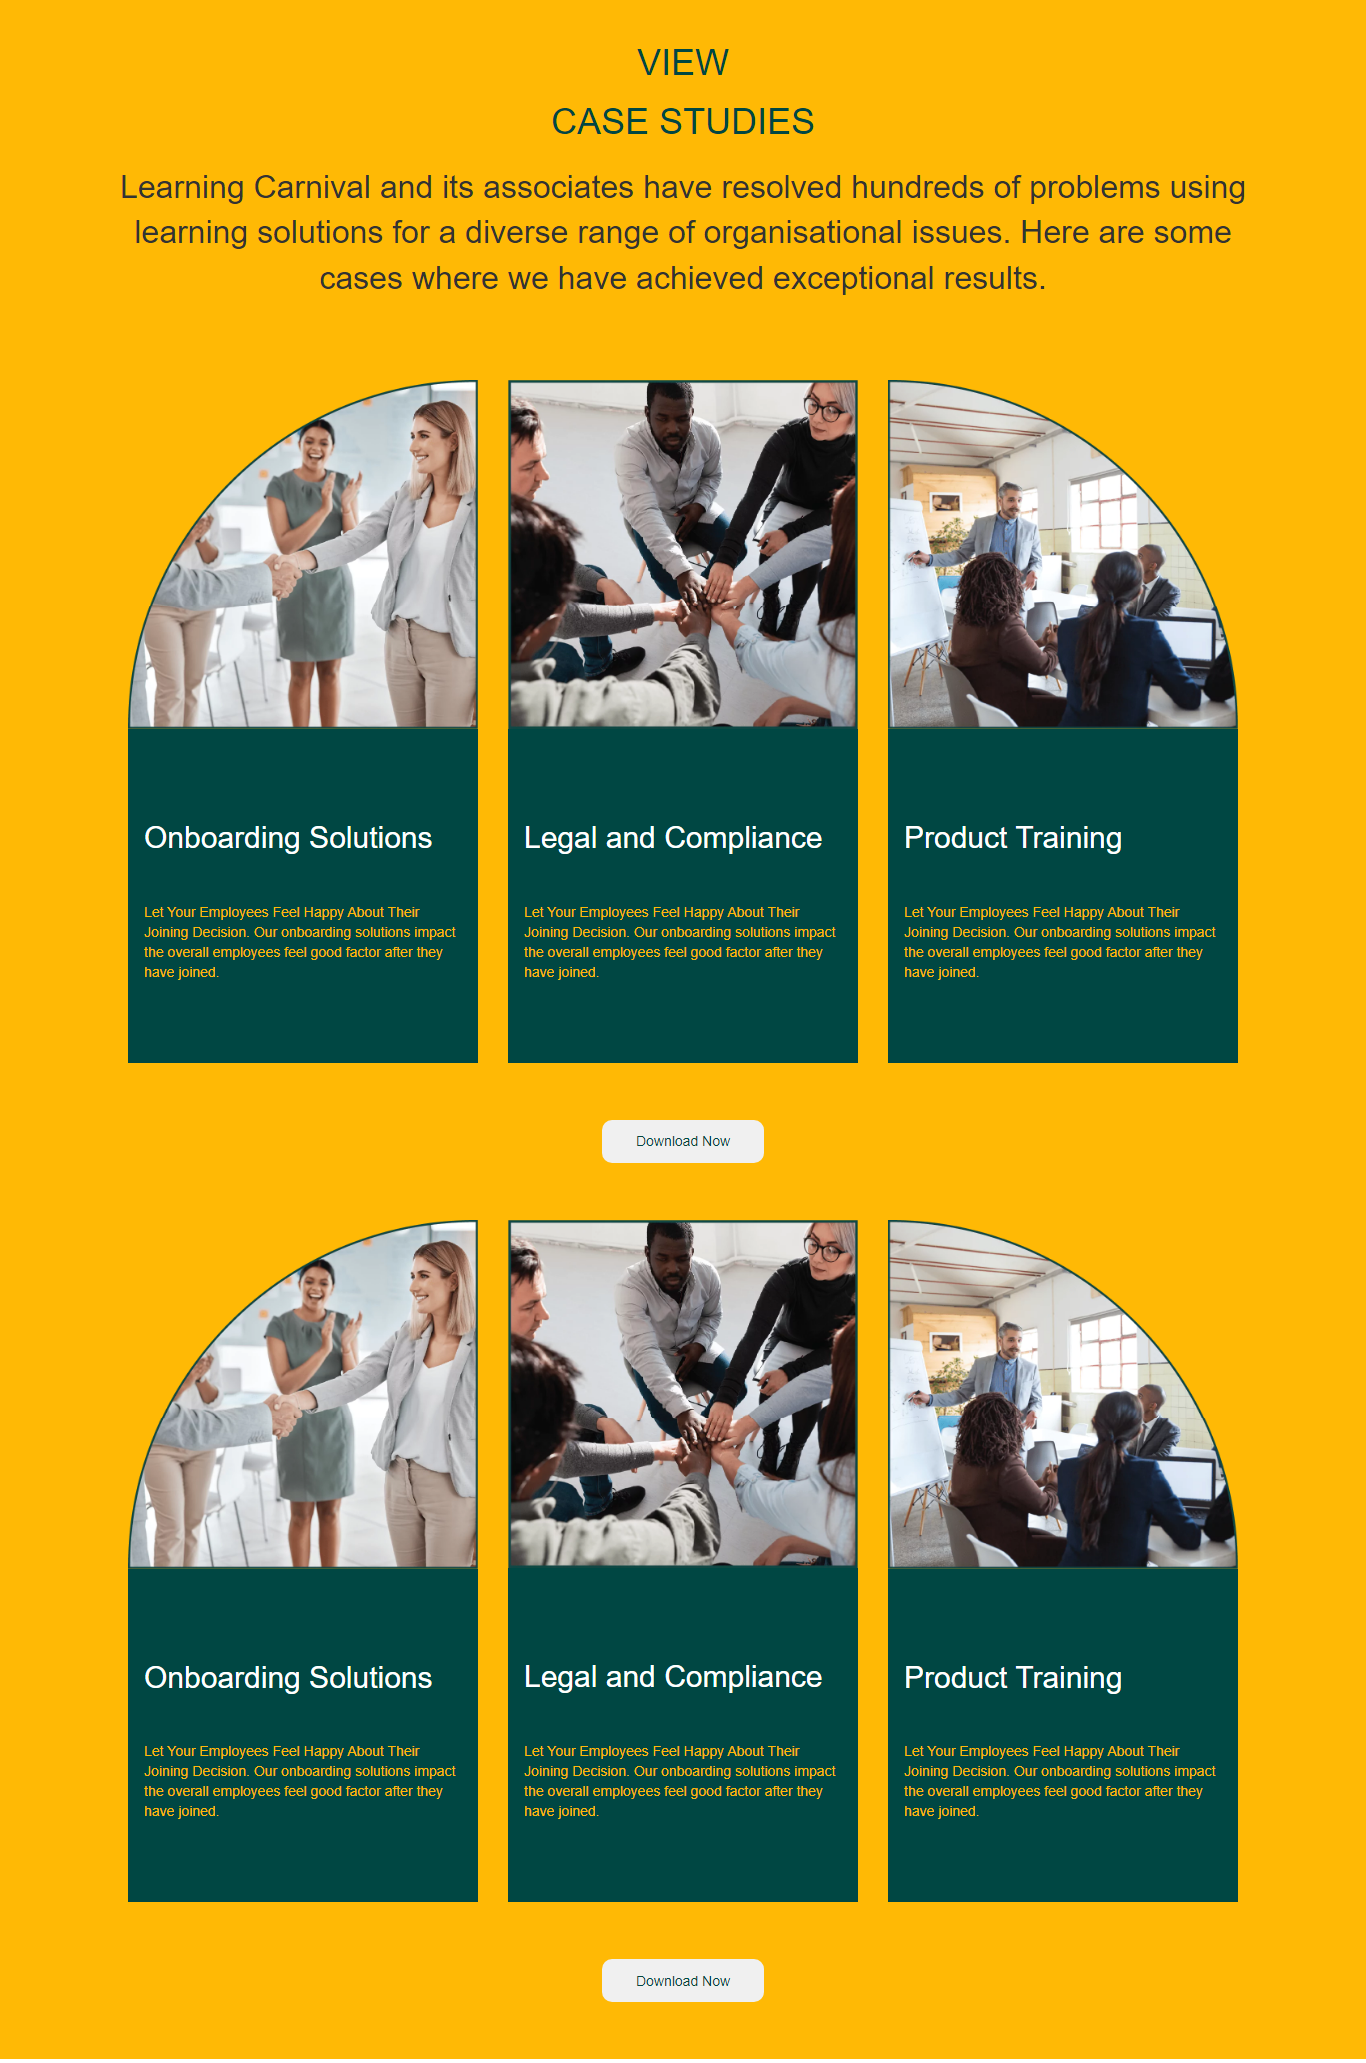 VIEW
CASE STUDIES
Learning Carnival and its associates have resolved hundreds of problems using
learning solutions for a diverse range of organisational issues. Here are some
cases where we have achieved exceptional results.
Onboarding Solutions
Let Your Employees Feel Happy About Their
Joining Decision. Our onboarding solutions impact
the overall employees feel good factor after they
have joined.
Legal and Compliance
Let Your Employees Feel Happy About Their
Joining Decision. Our onboarding solutions impact
the overall employees feel good factor after they
have joined.
Product Training
Let Your Employees Feel Happy About Their
Joining Decision. Our onboarding solutions impact
the overall employees feel good factor after they
have joined.
Download Now
Onboarding Solutions
Let Your Employees Feel Happy About Their
Joining Decision. Our onboarding solutions impact
the overall employees feel good factor after they
have joined.
Legal and Compliance
Let Your Employees Feel Happy About Their
Joining Decision. Our onboarding solutions impact
the overall employees feel good factor after they
have joined.
Product Training
Let Your Employees Feel Happy About Their
Joining Decision. Our onboarding solutions impact
the overall employees feel good factor after they
have joined.
Download Now